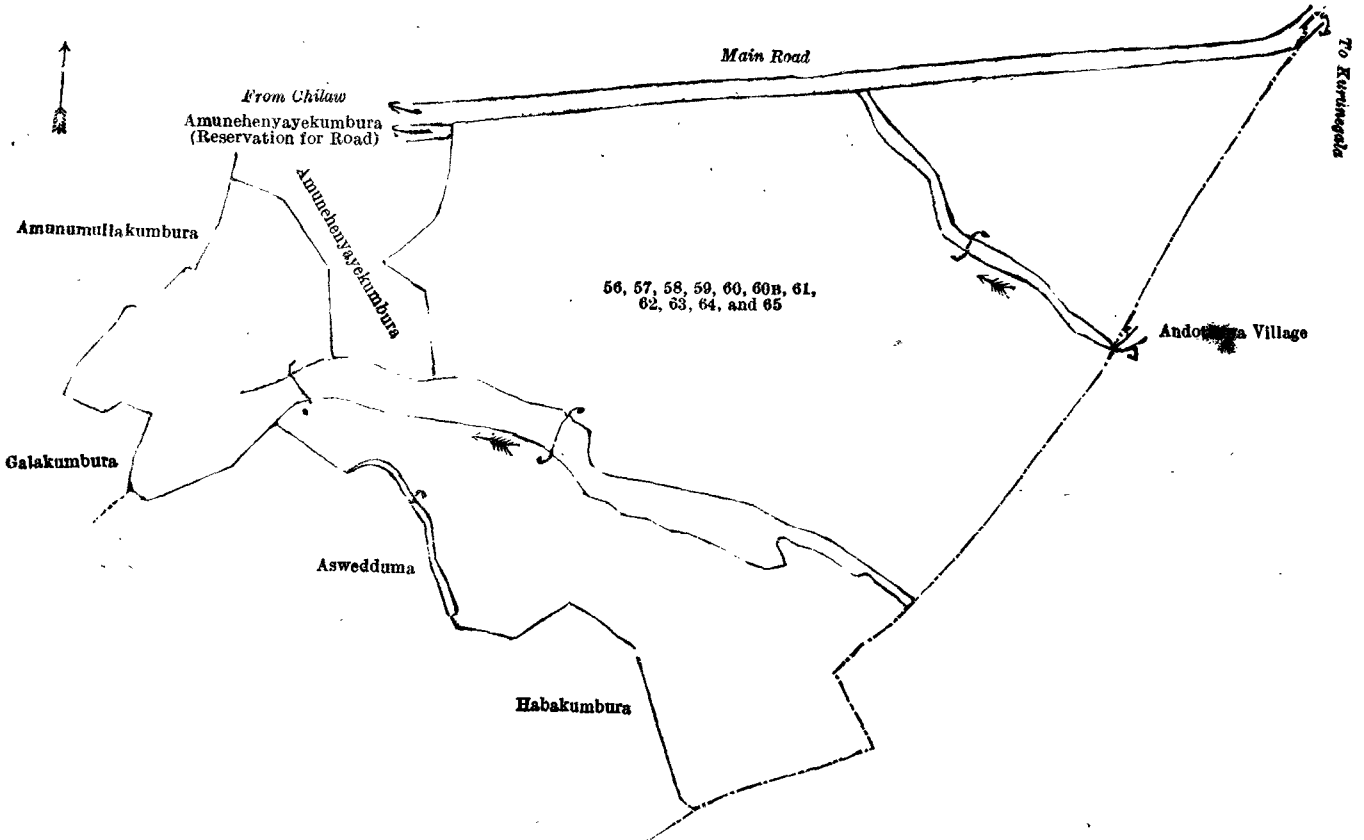 Main Road
To Kurunegala
From Chilaw
Amunehenyayekumbura
(Reservation for Road)
Amunehenyayekumbura
Amunumullakumbura
56, 57, 58, 59, 60, 60B, 61,
62, 63, 64, and 65
Village
Galakumbura
Aswedduma
Habakumbura